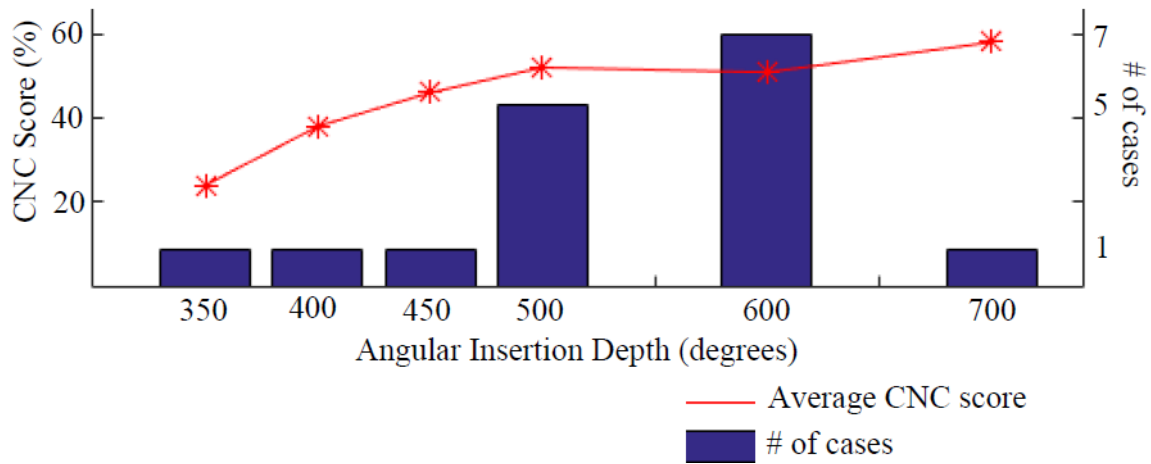 CNC Score (%)
60
40
20
7
5
1
# of cases
350 400 450 500 600 700
Angular Insertion Depth (degrees)
Average CNC score
# of cases